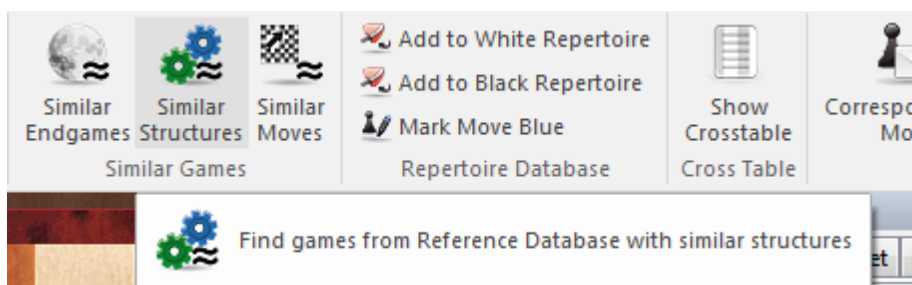 Similar Endgames
Similar Structures
Similar Moves
Similar Games
Add to White Repertoire
Add to Black Repertoire
Mark Move Blue
Repertoire Database
Show Crosstable
Cross Table
Find games from Reference Database with similar structures